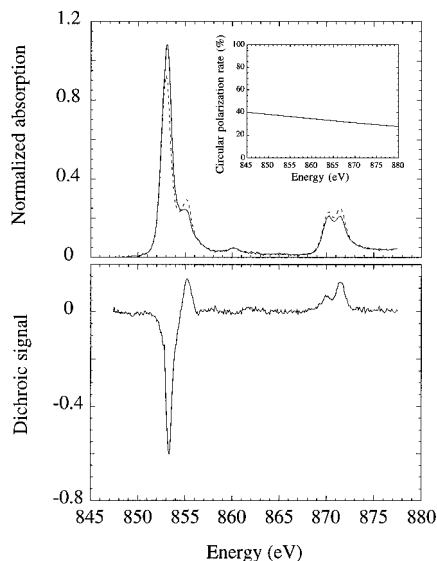 Normalized absorption
1.2
0.8
0.4
0
Circular polarization rate (%)
100
80
60
40
20
0
845 850 855 860 865 870 875 880
Energy (eV)
Dichroic signal
0
-0.4
-0.8
845 850 855 860 865 870 875 880
Energy (eV)